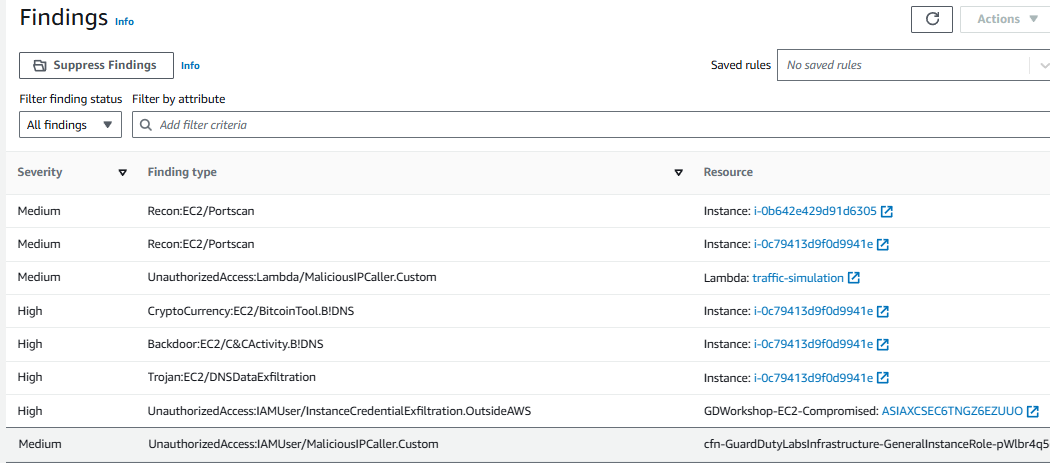 Findings Info
Actions
Suppress Findings Info
Saved rules No saved rules
Filter finding status Filter by attribute
All findings Add filter criteria
Severity Finding type Resource
Medium Recon:EC2/Portscan Instance: i-0b642e429d91d6305
Medium Recon:EC2/Portscan Instance: i-0c79413d9f0d9941e
Medium UnauthorizedAccess:Lambda/MaliciousIPCaller.Custom Lambda: traffic-simulation
High CryptoCurrency:EC2/BitcoinTool.B!DNS Instance: i-0c79413d9f0d9941e
High Backdoor:EC2/C&CActivity.B!DNS Instance: i-0c79413d9f0d9941e
High Trojan:EC2/DNSDataExfiltration Instance: i-0c79413d9f0d9941e
High UnauthorizedAccess:IAMUser/InstanceCredentialExfiltration.OutsideAWS GDWorkshop-EC2-Compromised: ASIAXCSEC6TNGZ6EZUUO
Medium UnauthorizedAccess:IAMUser/MaliciousIPCaller.Custom cfn-GuardDutyLabsInfrastructure-GeneralInstanceRole-pWlbr4q5